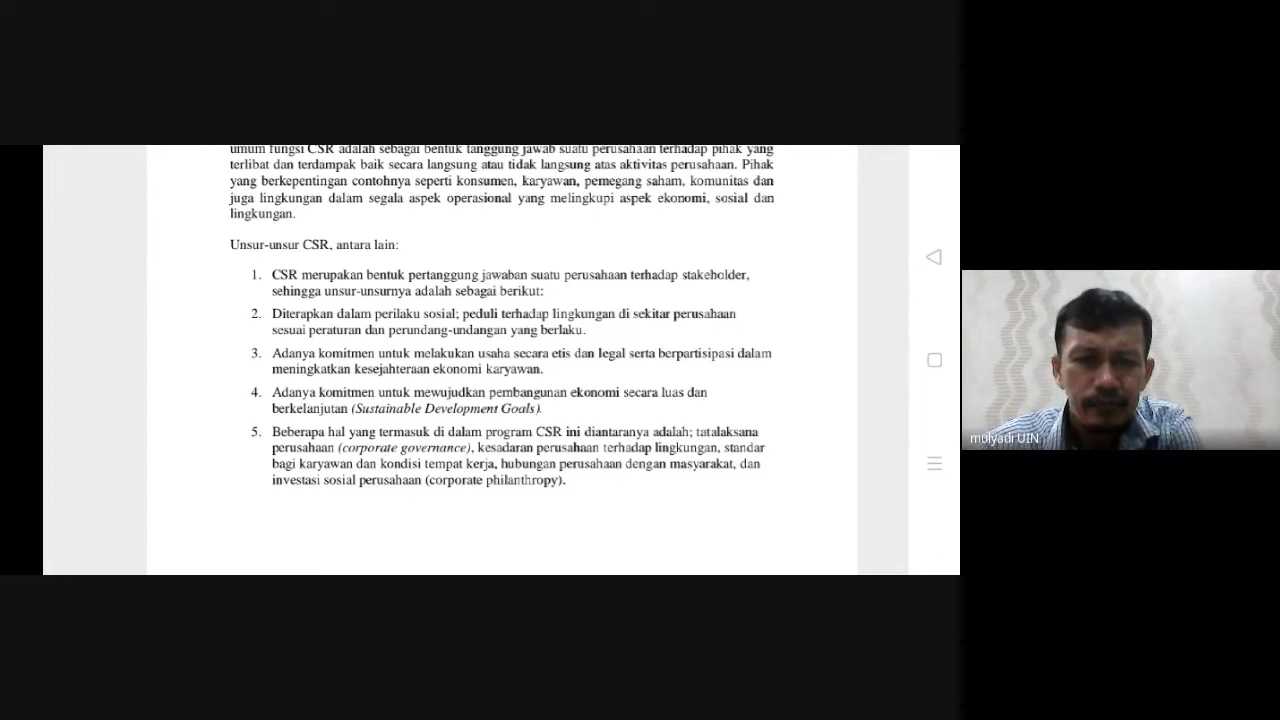 umum fungsi CSR adalah sebagai bentuk tanggung jawab suatu perusahaan terhadap pihak yang
terlibat dan terdampak baik secara langsung atau tidak langsung atas aktivitas perusahaan. Pihak
yang berkepentingan contohnya seperti konsumen, karyawan, pemegang saham, komunitas dan
juga lingkungan dalam segala aspek operasional yang melingkupi aspek ekonomi, sosial dan
lingkungan.
Unsur-unsur CSR, antara lain:
1. CSR merupakan bentuk pertanggung jawaban suatu perusahaan terhadap stakeholder,
sehingga unsur-unsurnya adalah sebagai berikut:
2. Diterapkan dalam perilaku sosial; peduli terhadap lingkungan di sekitar perusahaan
sesuai peraturan dan perundang-undangan yang berlaku.
3. Adanya komitmen untuk melakukan usaha secara etis dan legal serta berpartisipasi dalam
meningkatkan kesejahteraan ekonomi karyawan.
4. Adanya komitmen untuk mewujudkan pembangunan ekonomi secara luas dan
berkelanjutan (Sustainable Development Goals).
5. Beberapa hal yang termasuk di dalam program CSR ini diantaranya adalah; tatalaksana
perusahaan (corporate governance), kesadaran perusahaan terhadap lingkungan, standar
bagi karyawan dan kondisi tempat kerja, hubungan perusahaan dengan masyarakat, dan
investasi sosial perusahaan (corporate philanthropy).
mulyadi UIN